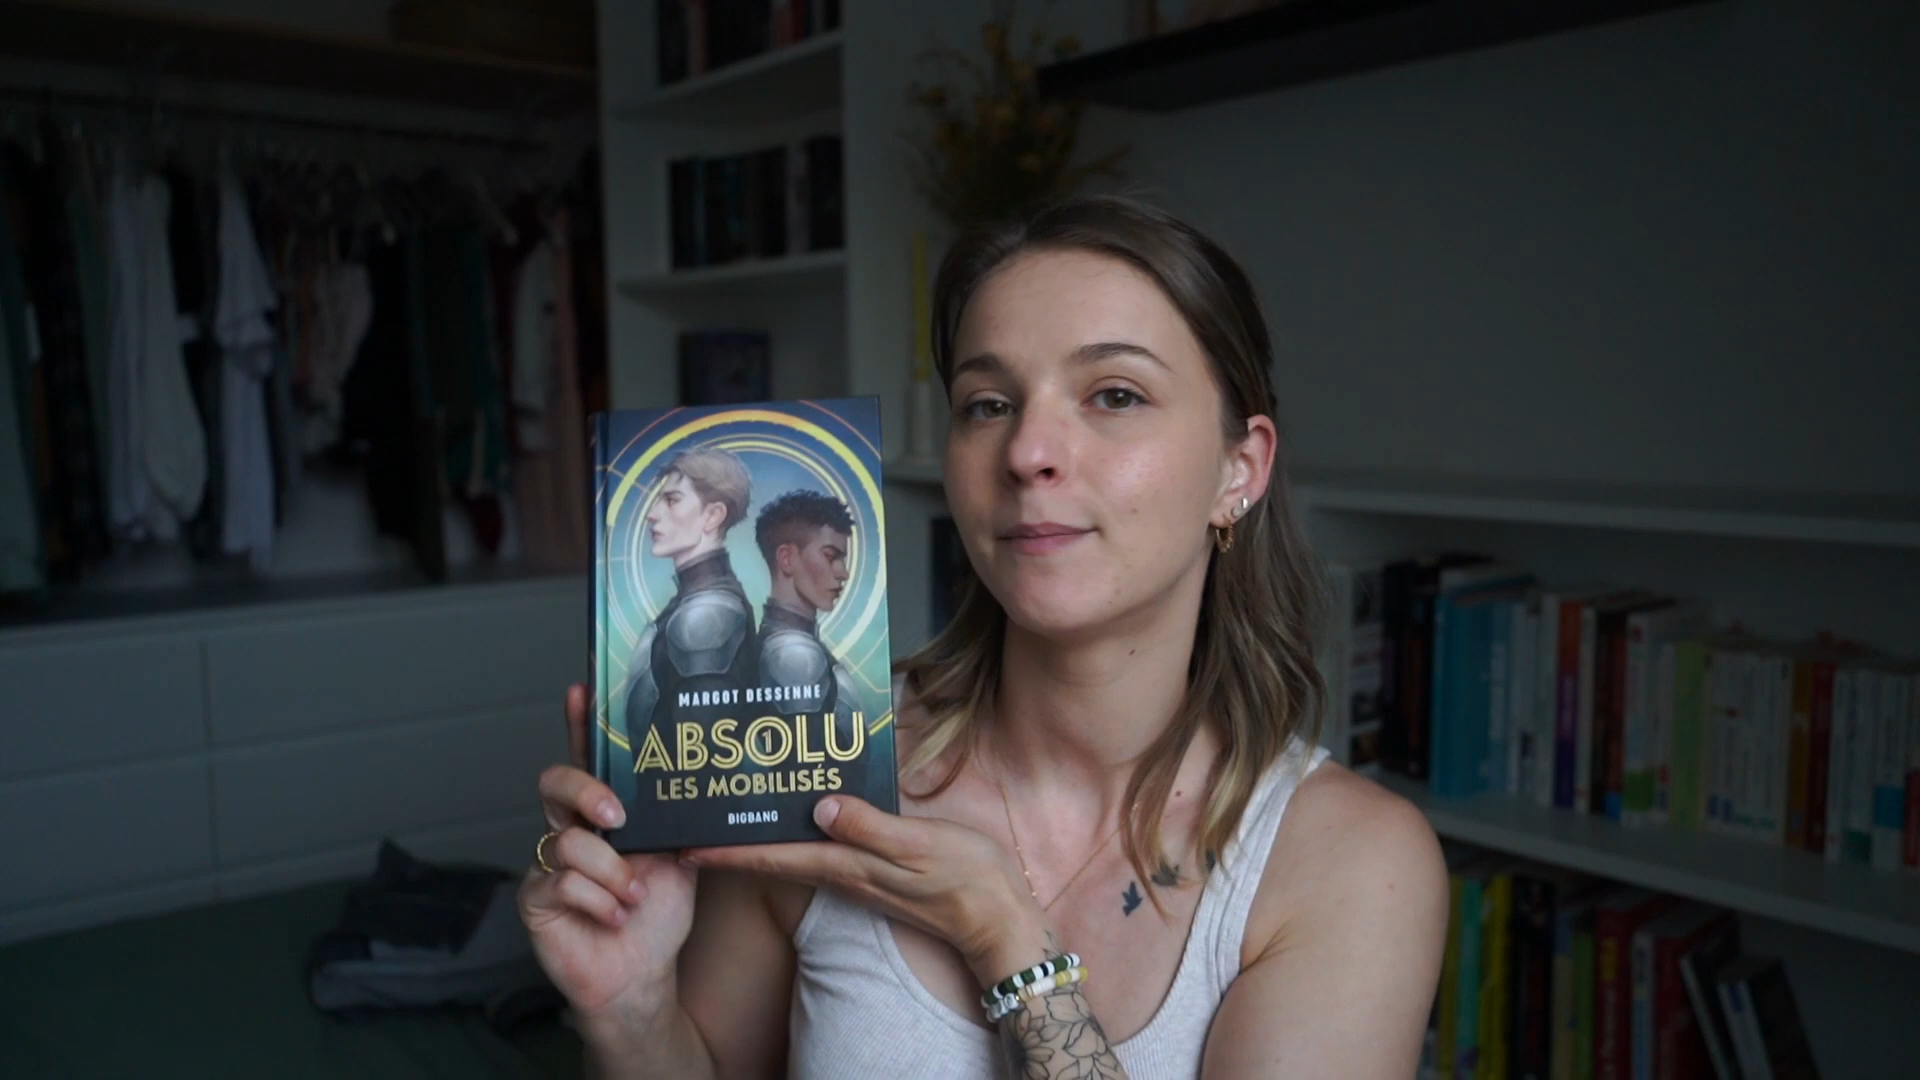 MARGOT DESSENNE
ABSOLU
1
LES MOBILISÉS
BIGBANG